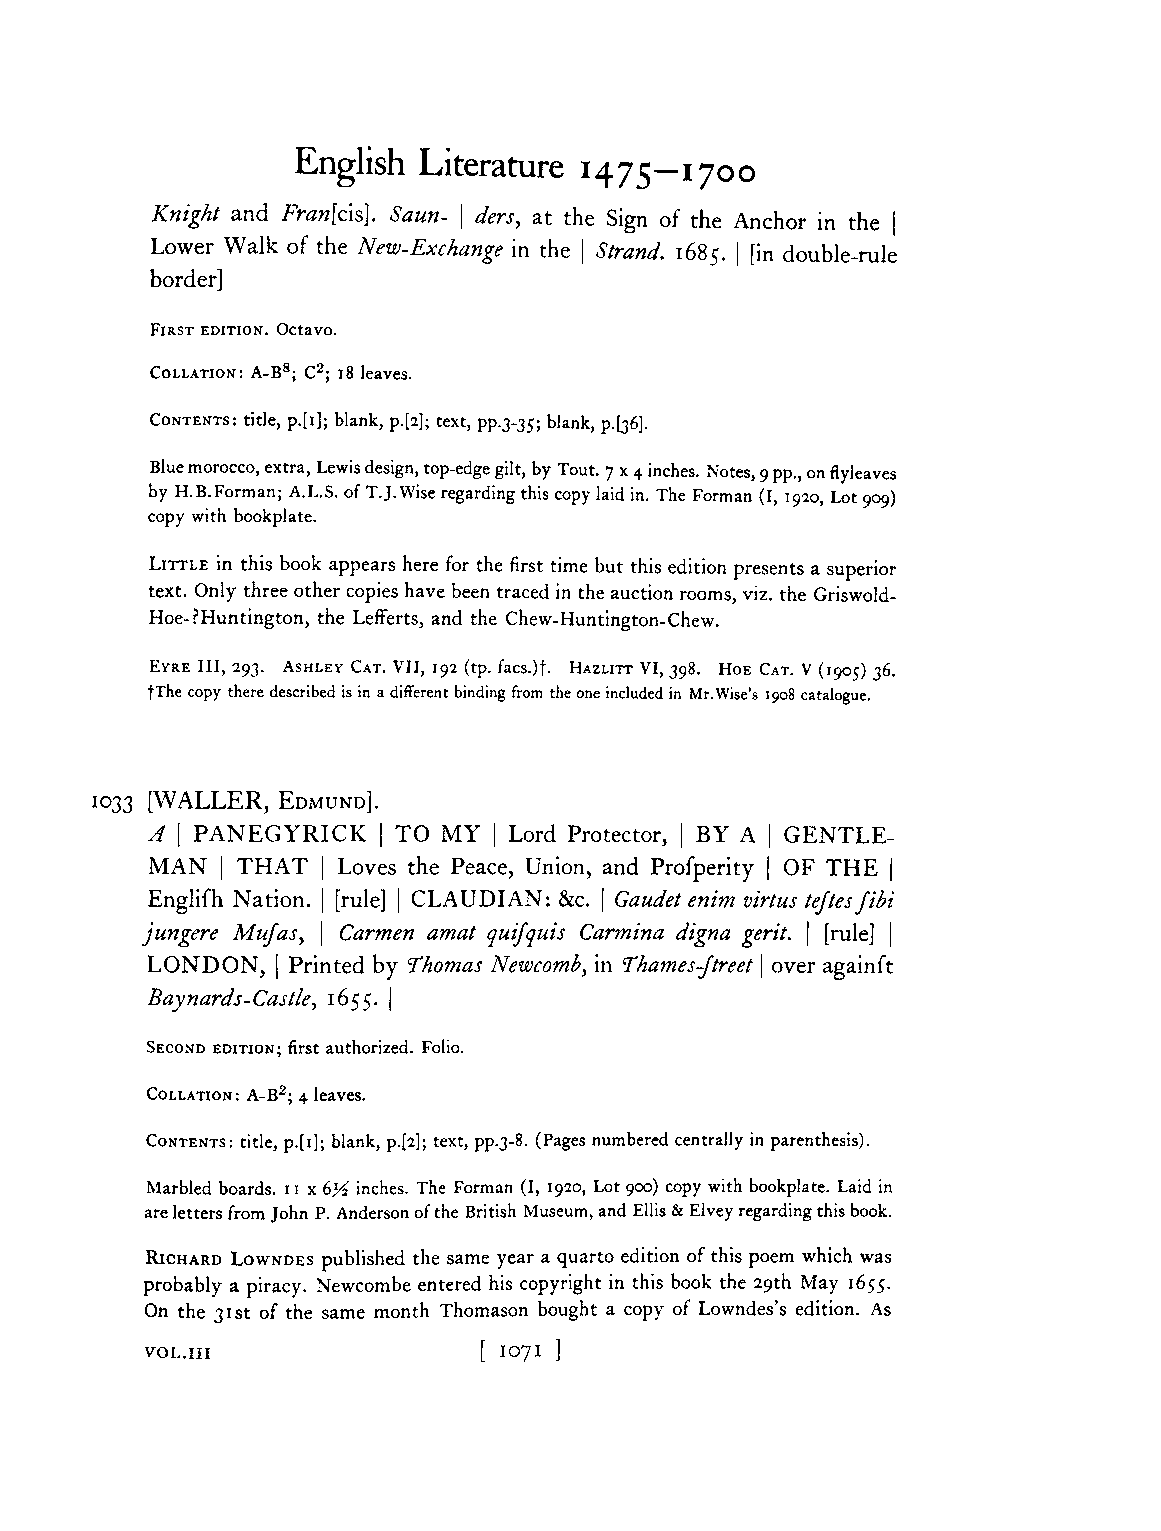 English Literature 1475–1700
Knight and Fran[cis]. Saun- | ders, at the Sign of the Anchor in the |
Lower Walk of the New-Exchange in the | Strand. 1685. | [in double-rule
border]
First edition. Octavo.
Collation: A-B⁸; C²; 18 leaves.
Contents: title, p.[1]; blank, p.[2]; text, pp.3-35; blank, p.[36].
Blue morocco, extra, Lewis design, top-edge gilt, by Tout. 7 x 4 inches. Notes, 9 pp., on flyleaves
by H.B.Forman; A.L.S. of T.J.Wise regarding this copy laid in. The Forman (I, 1920, Lot 909)
copy with bookplate.
Little in this book appears here for the first time but this edition presents a superior
text. Only three other copies have been traced in the auction rooms, viz. the Griswold-
Hoe-?Huntington, the Lefferts, and the Chew-Huntington-Chew.
Eyre III, 293. Ashley Cat. VII, 192 (tp. facs.)†. Hazlitt VI, 398. Hoe Cat. V (1905) 36.
†The copy there described is in a different binding from the one included in Mr.Wise's 1908 catalogue.
1033 [WALLER, Edmund].
A | PANEGYRICK | TO MY | Lord Protector, | BY A | GENTLE-
MAN | THAT | Loves the Peace, Union, and Proſperity | OF THE |
Engliſh Nation. | [rule] | CLAUDIAN: &c. | Gaudet enim virtus teſtes ſibi
jungere Muſas, | Carmen amat quiſquis Carmina digna gerit. | [rule] |
LONDON, | Printed by Thomas Newcomb, in Thames-ſtreet | over againſt
Baynards-Castle, 1655. |
Second edition; first authorized. Folio.
Collation: A-B²; 4 leaves.
Contents: title, p.[1]; blank, p.[2]; text, pp.3-8. (Pages numbered centrally in parenthesis).
Marbled boards. 11 x 6½ inches. The Forman (I, 1920, Lot 900) copy with bookplate. Laid in
are letters from John P. Anderson of the British Museum, and Ellis & Elvey regarding this book.
Richard Lowndes published the same year a quarto edition of this poem which was
probably a piracy. Newcombe entered his copyright in this book the 29th May 1655.
On the 31st of the same month Thomason bought a copy of Lowndes's edition. As
VOL.III [ 1071 ]